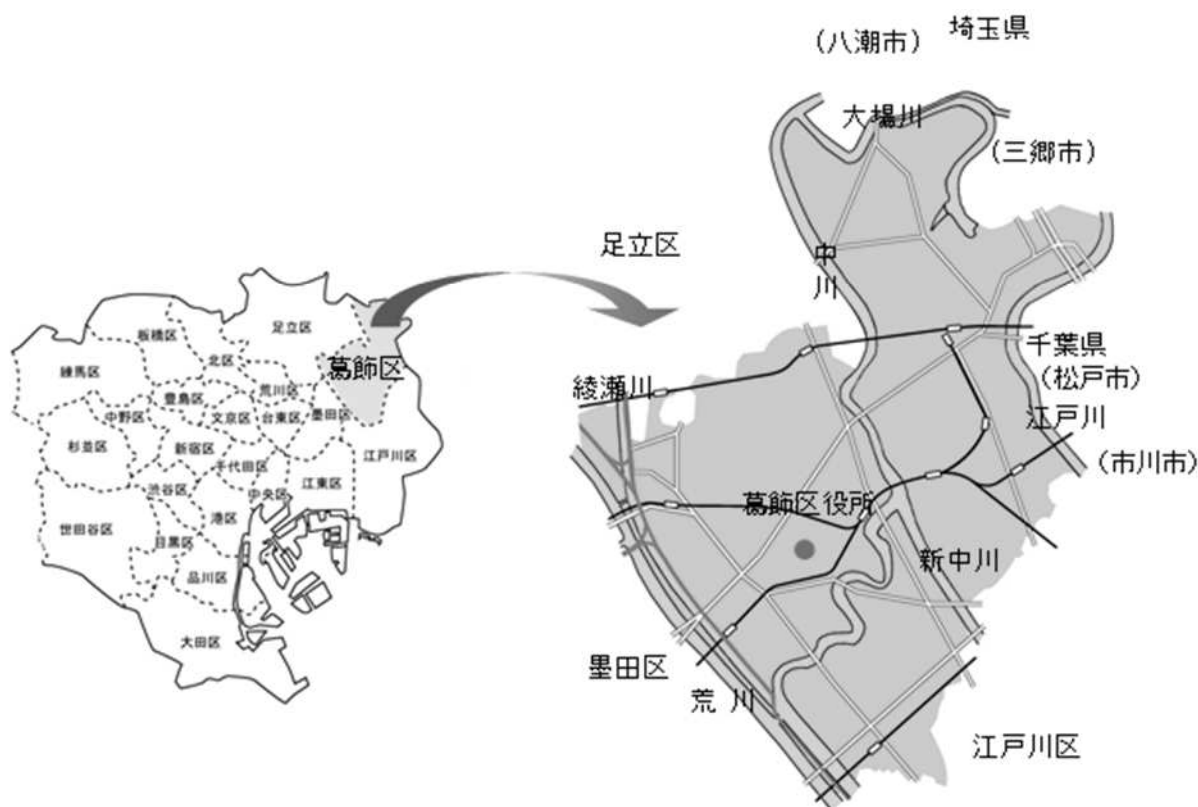 足立区
板橋区
北区
練馬区
葛飾区
荒川区
豊島区
中野区
文京区
台東区
墨田区
杉並区
新宿区
江戸川区
千代田区
渋谷区
中央区
江東区
世田谷区
港区
目黒区
品川区
大田区
(八潮市)
埼玉県
大場川
(三郷市)
足立区
中
川
千葉県
(松戸市)
綾瀬川
江戸川
(市川市)
葛飾区役所
新中川
墨田区
荒 川
江戸川区